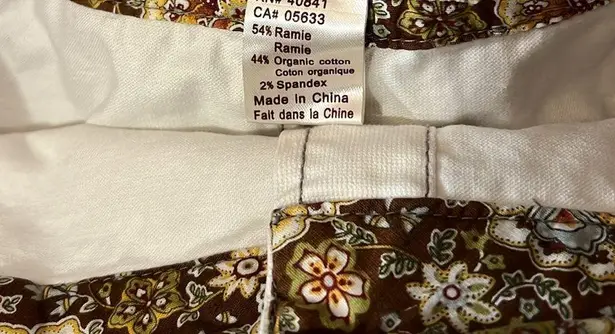 RN# 40841
CA# 05633
54% Ramie
Ramie
44% Organic cotton
Coton organique
2% Spandex
Made In China
Fait dans la Chine